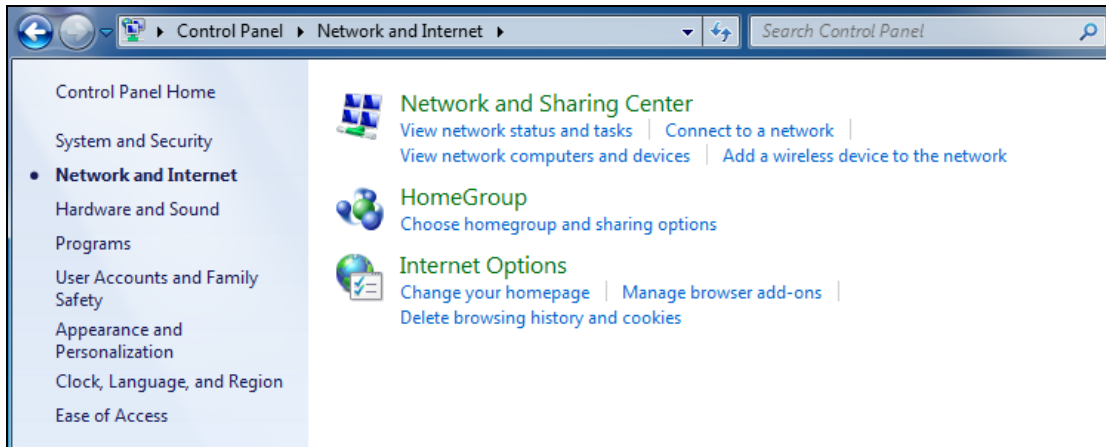 Control Panel Network and Internet Search Control Panel
Control Panel Home
System and Security
Network and Internet
Hardware and Sound
Programs
User Accounts and Family
Safety
Appearance and
Personalization
Clock, Language, and Region
Ease of Access
Network and Sharing Center
View network status and tasks Connect to a network
View network computers and devices Add a wireless device to the network
HomeGroup
Choose homegroup and sharing options
Internet Options
Change your homepage Manage browser add-ons
Delete browsing history and cookies